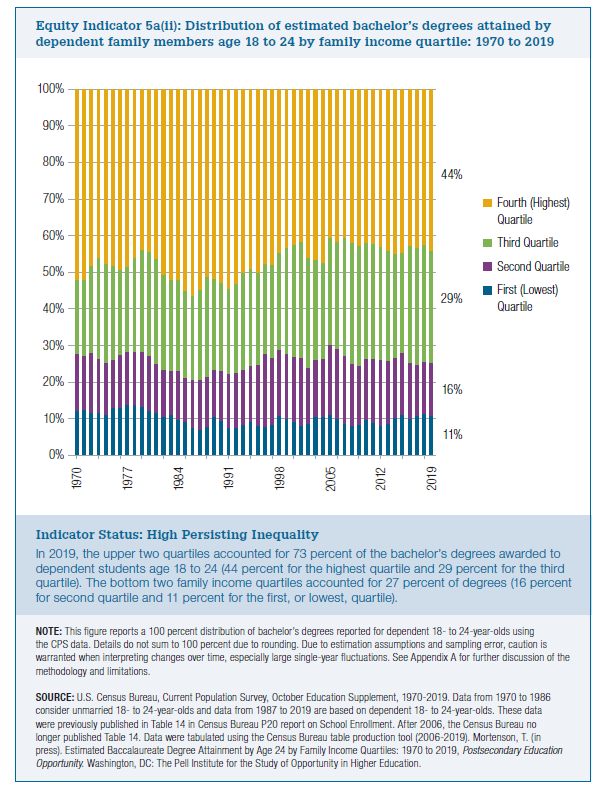 Equity Indicator 5a(ii): Distribution of estimated bachelor's degrees attained by
dependent family members age 18 to 24 by family income quartile: 1970 to 2019
100%
90%
80%
70%
60%
50%
40%
30%
20%
10%
0%
44%
29%
16%
11%
Fourth (Highest)
Quartile
Third Quartile
Second Quartile
First (Lowest)
Quartile
1970
1977
1984
1991
1998
2005
2012
2019
Indicator Status: High Persisting Inequality
In 2019, the upper two quartiles accounted for 73 percent of the bachelor's degrees awarded to
dependent students age 18 to 24 (44 percent for the highest quartile and 29 percent for the third
quartile). The bottom two family income quartiles accounted for 27 percent of degrees (16 percent
for second quartile and 11 percent for the first, or lowest, quartile).
NOTE: This figure reports a 100 percent distribution of bachelor's degrees reported for dependent 18- to 24-year-olds using
the CPS data. Details do not sum to 100 percent due to rounding. Due to estimation assumptions and sampling error, caution is
warranted when interpreting changes over time, especially large single-year fluctuations. See Appendix A for further discussion of the
methodology and limitations.
SOURCE: U.S. Census Bureau, Current Population Survey, October Education Supplement, 1970-2019. Data from 1970 to 1986
consider unmarried 18- to 24-year-olds and data from 1987 to 2019 are based on dependent 18- to 24-year-olds. These data
were previously published in Table 14 in Census Bureau P20 report on School Enrollment. After 2006, the Census Bureau no
longer published Table 14. Data were tabulated using the Census Bureau table production tool (2006-2019). Mortenson, T. (in
press). Estimated Baccalaureate Degree Attainment by Age 24 by Family Income Quartiles: 1970 to 2019, Postsecondary Education
Opportunity. Washington, DC: The Pell Institute for the Study of Opportunity in Higher Education.